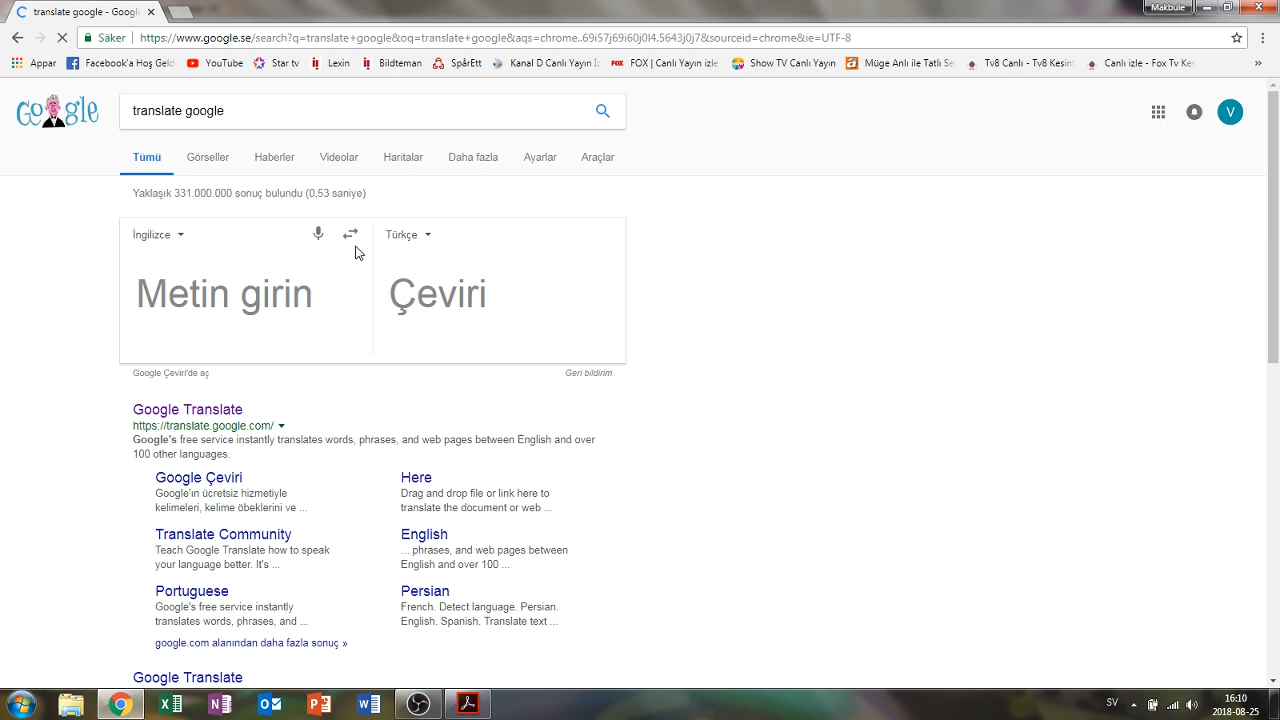 translate google - Google
Makbule
Säker
https://www.google.se/search?q=translate+google&oq=translate+google&aqs=chrome..69i57j69i60j0l4.5643j0j7&sourceid=chrome&ie=UTF-8
Appar
Facebook'a Hoş Geld
YouTube
Star tv
Lexin
Bildteman
SpårEtt
Kanal D Canlı Yayın İz
FOX | Canlı Yayın izle
Show TV Canlı Yayın
Müge Anlı ile Tatlı Se
Tv8 Canlı - Tv8 Kesint
Canlı izle - Fox Tv Kes
Google
translate google
V
Tümü
Görseller
Haberler
Videolar
Haritalar
Daha fazla
Ayarlar
Araçlar
Yaklaşık 331.000.000 sonuç bulundu (0,53 saniye)
İngilizce
Türkçe
Metin girin
Çeviri
Google Çeviri'de aç
Geri bildirim
Google Translate
https://translate.google.com/
Google's free service instantly translates words, phrases, and web pages between English and over
100 other languages.
Google Çeviri
Google'ın ücretsiz hizmetiyle
kelimeleri, kelime öbeklerini ve ...
Here
Drag and drop file or link here to
translate the document or web ...
Translate Community
Teach Google Translate how to speak
your language better. It's ...
English
... phrases, and web pages between
English and over 100 ...
Portuguese
Google's free service instantly
translates words, phrases, and ...
Persian
French. Detect language. Persian.
English. Spanish. Translate text ...
google.com alanından daha fazla sonuç »
Google Translate
SV
16:10
2018-08-25